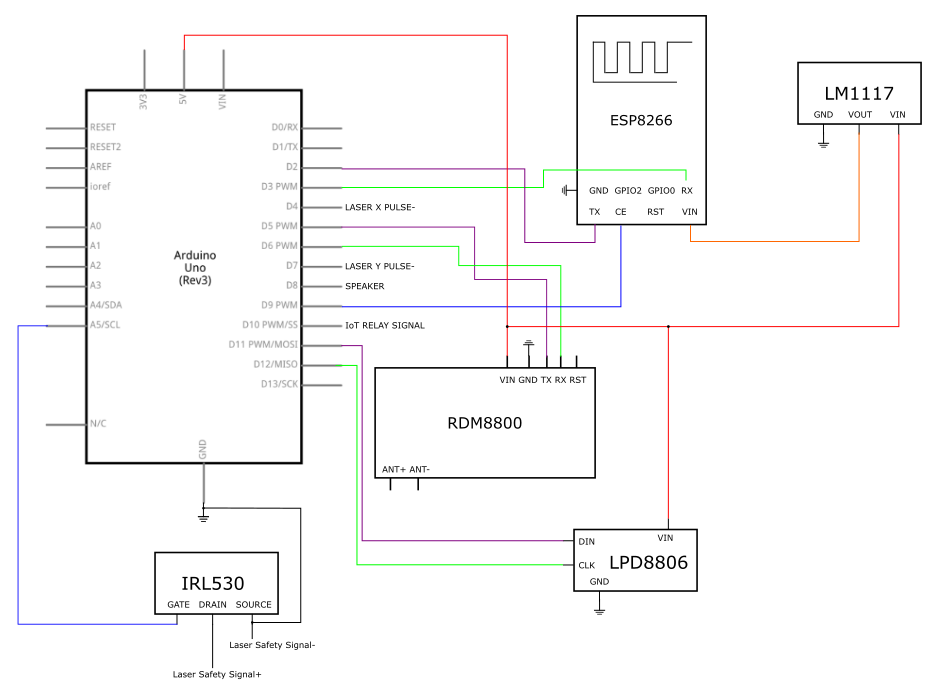 3V3
5V
VIN
RESET
RESET2
AREF
ioref
A0
A1
A2
A3
A4/SDA
A5/SCL
N/C
Arduino
Uno
(Rev3)
D0/RX
D1/TX
D2
D3 PWM
D4
D5 PWM
D6 PWM
D7
D8
D9 PWM
D10 PWM/SS
D11 PWM/MOSI
D12/MISO
D13/SCK
GND
LASER X PULSE-
LASER Y PULSE-
SPEAKER
IoT RELAY SIGNAL
ESP8266
GND GPIO2 GPIO0 RX
TX CE RST VIN
LM1117
GND VOUT VIN
VIN GND TX RX RST
RDM8800
ANT+ ANT-
VIN
DIN
LPD8806
CLK
GND
IRL530
GATE DRAIN SOURCE
Laser Safety Signal-
Laser Safety Signal+